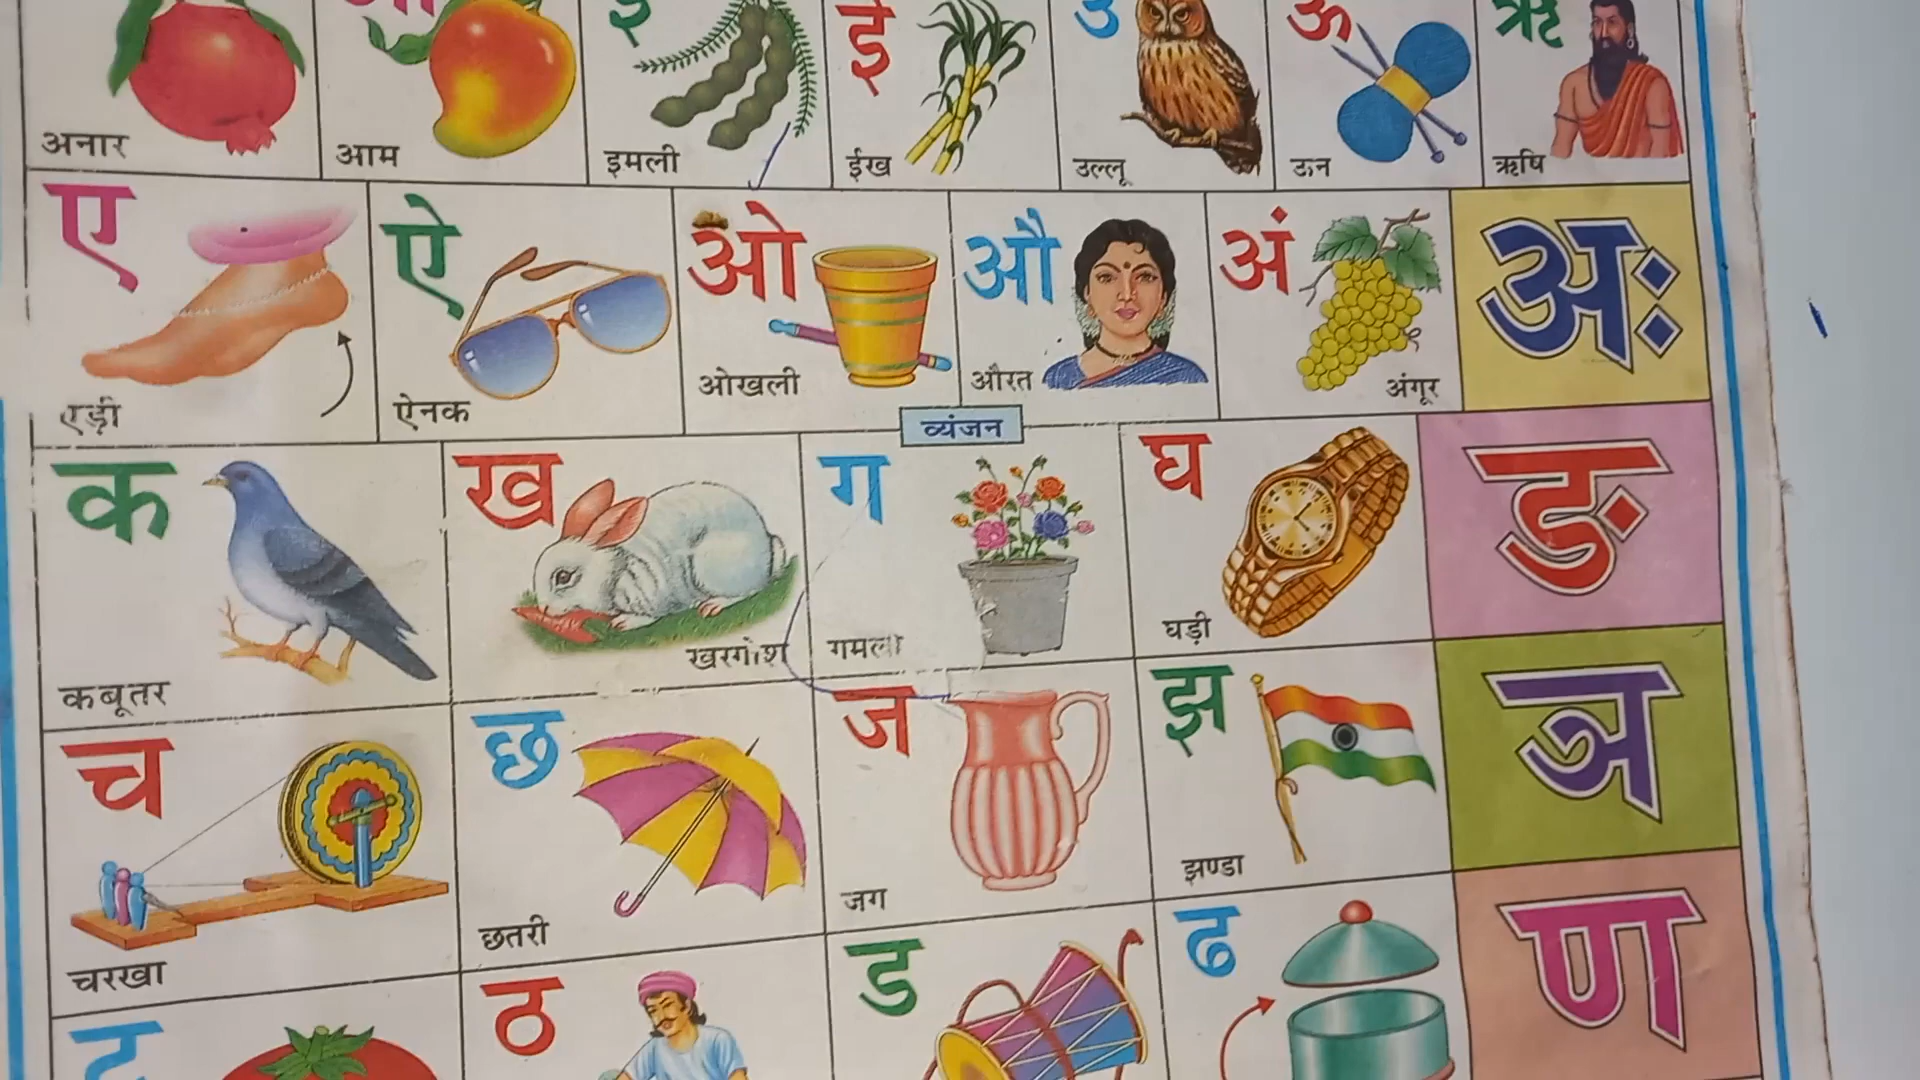 इ ई उ ऊ ऋ
अनार आम इमली ईख उल्लू ऊन ऋषि
ए ऐ ओ औ अं अः
एड़ी ऐनक ओखली औरत अंगूर
व्यंजन
क ख ग घ ङ
कबूतर खरगोश गमला घड़ी
च छ ज झ ञ
चरखा छतरी जग झण्डा
ट ठ ड ढ ण